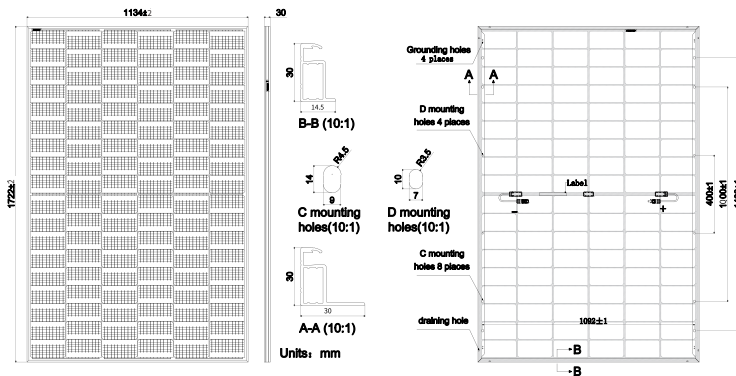 1134±2
30
1722±2
30
14.5
B-B (10:1)
R4.5
14
9
C mounting
holes(10:1)
R3.5
10
7
D mounting
holes(10:1)
30
30
A-A (10:1)
Units: mm
Grounding holes
4 places
A A
D mounting
holes 4 places
Label
- +
C mounting
holes 8 places
draining hole
1092±1
B
B
400±1